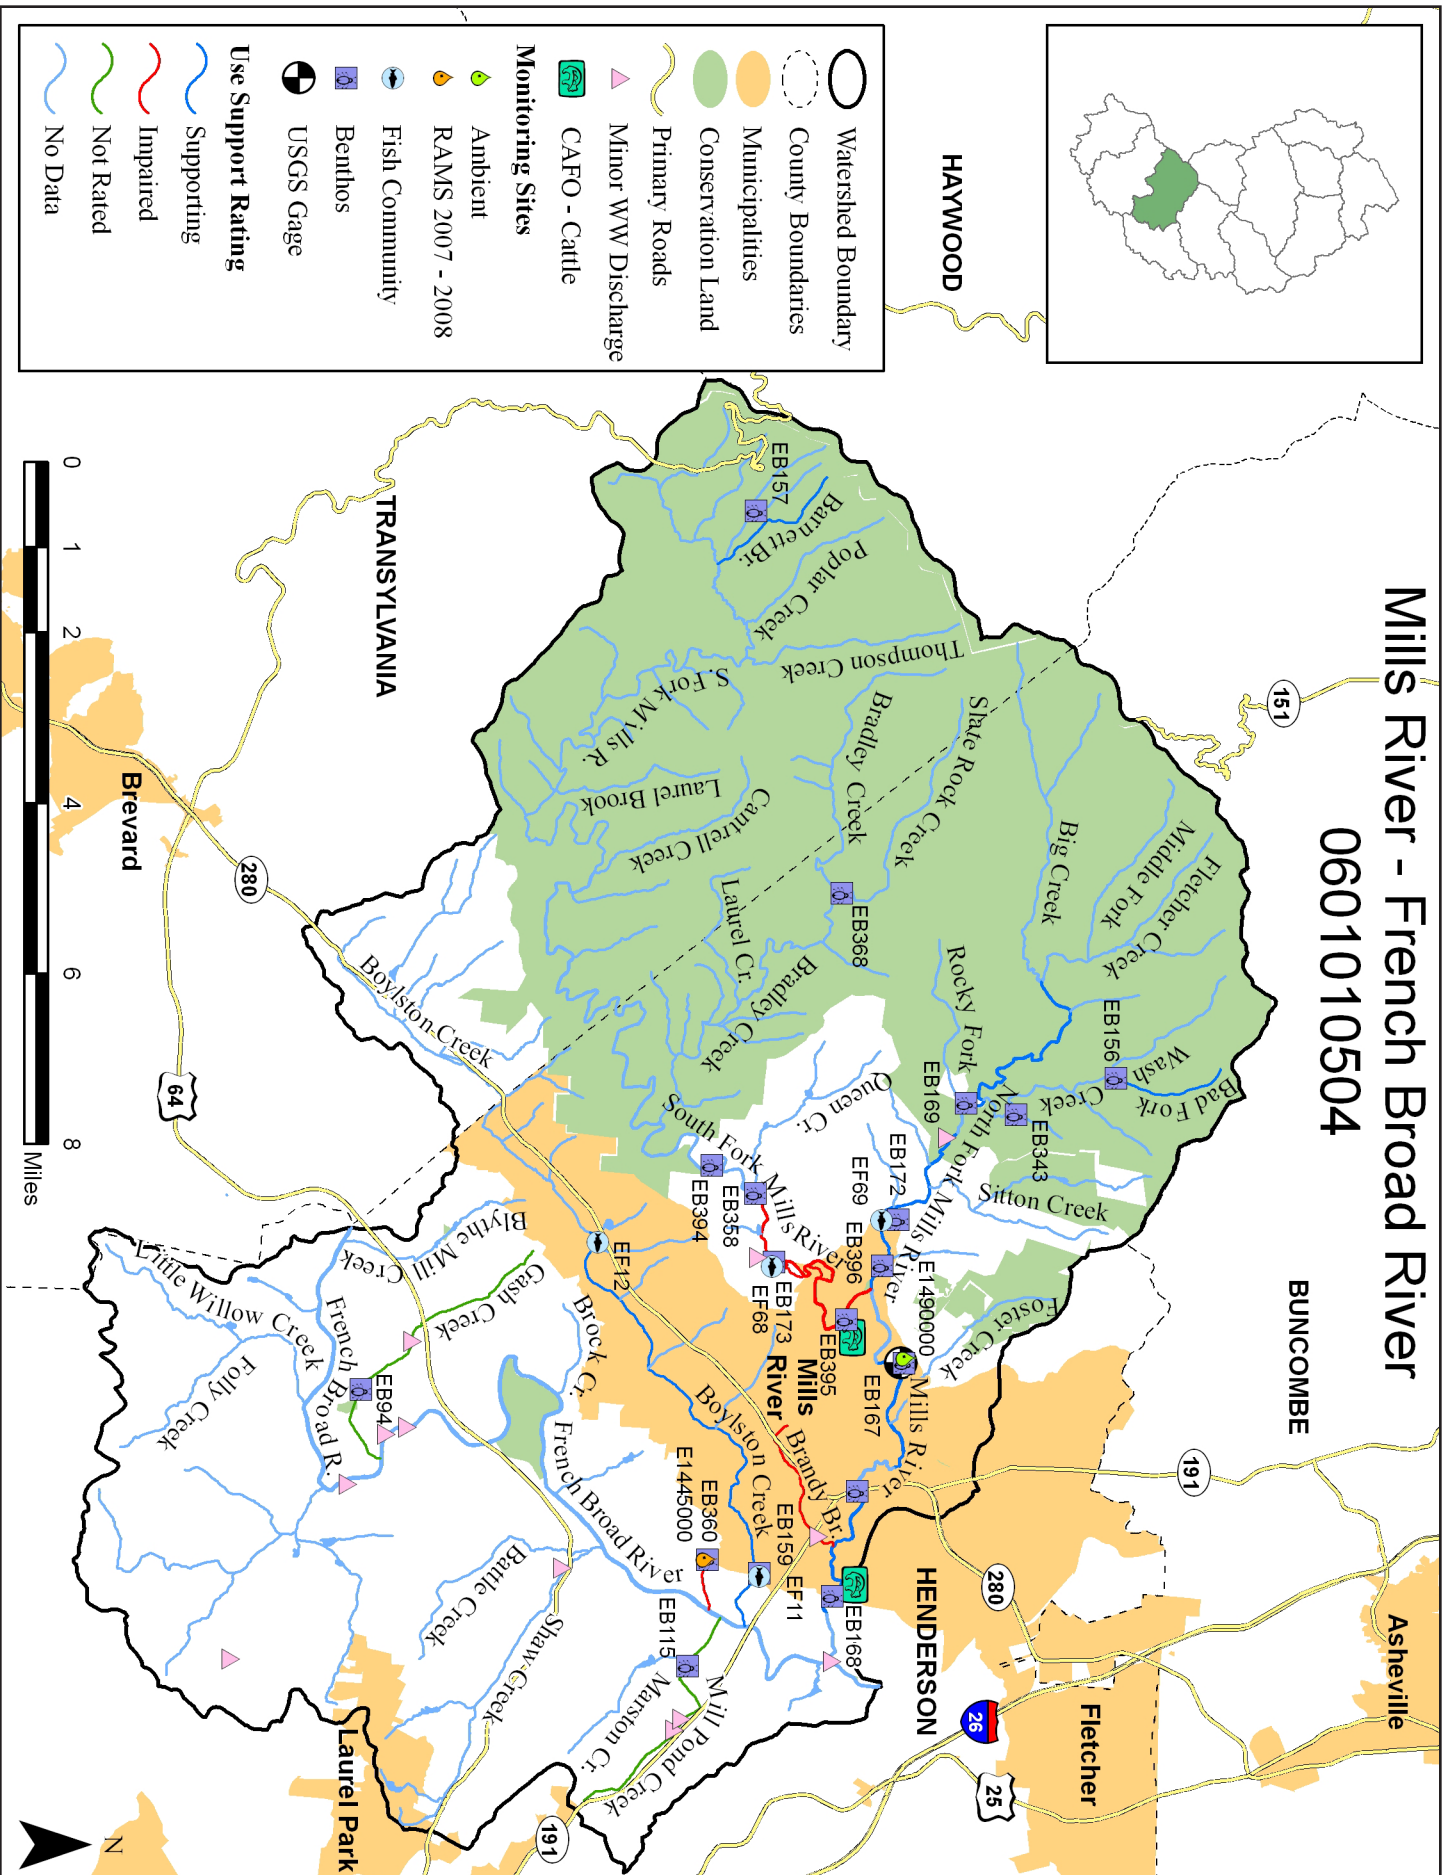 Mills River - French Broad River
0601010504
Watershed Boundary
County Boundaries
Municipalities
Conservation Land
Primary Roads
Minor WW Discharge
CAFO - Cattle
Monitoring Sites
Ambient
RAMS 2007 - 2008
Fish Community
Benthos
USGS Gage
Use Support Rating
Supporting
Impaired
Not Rated
No Data
HAYWOOD
BUNCOMBE
TRANSYLVANIA
HENDERSON
Asheville
Fletcher
Brevard
Laurel Park
Mills
River
151
191
280
26
25
280
64
191
EB157
Barnett Br.
Poplar Creek
Thompson Creek
S. Fork Mills R.
Laurel Brook
Cantrell Creek
Bradley Creek
Slate Rock Creek
Big Creek
Middle Fork
Fletcher Creek
EB368
Laurel Cr.
Bradley Creek
Rocky Fork
EB156
Wash
Creek
Bad Fork
EB169
EB343
North Fork Mills River
Sitton Creek
Queen Cr.
EB172
EF69
South Fork Mills River
EB394
EB358
EB396
E1490000
Foster Creek
EB173
EF68
EB395
EB167
Mills River
Boylston Creek
EF12
Brock Cr.
Boylston Creek
Brandy Br.
EB159
EF11
EB168
EB360
E1445000
French Broad River
EB115
Mill Pond Creek
Marston Cr.
Blythe Mill
Creek
Gash Creek
Little Willow Creek
French Broad R.
EB94
Folly Creek
Battle Creek
Shaw Creek
0
1
2
4
6
8
Miles
N